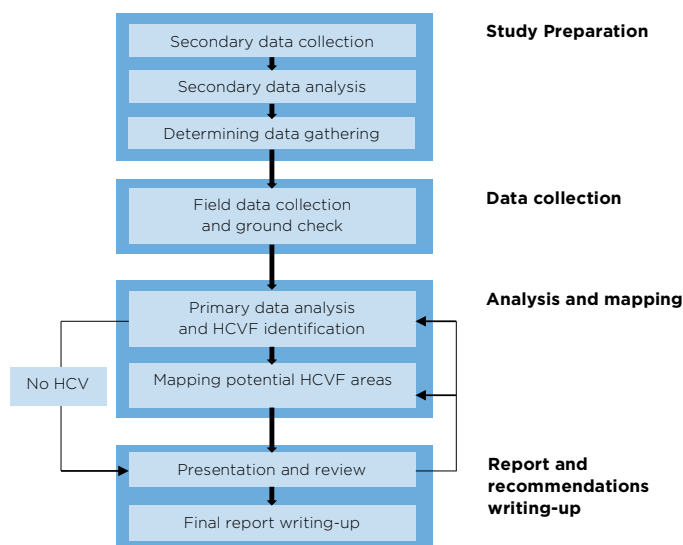 Study Preparation
Secondary data collection
Secondary data analysis
Determining data gathering
Data collection
Field data collection
and ground check
Analysis and mapping
Primary data analysis
and HCVF identification
No HCV
Mapping potential HCVF areas
Report and
recommendations
writing-up
Presentation and review
Final report writing-up